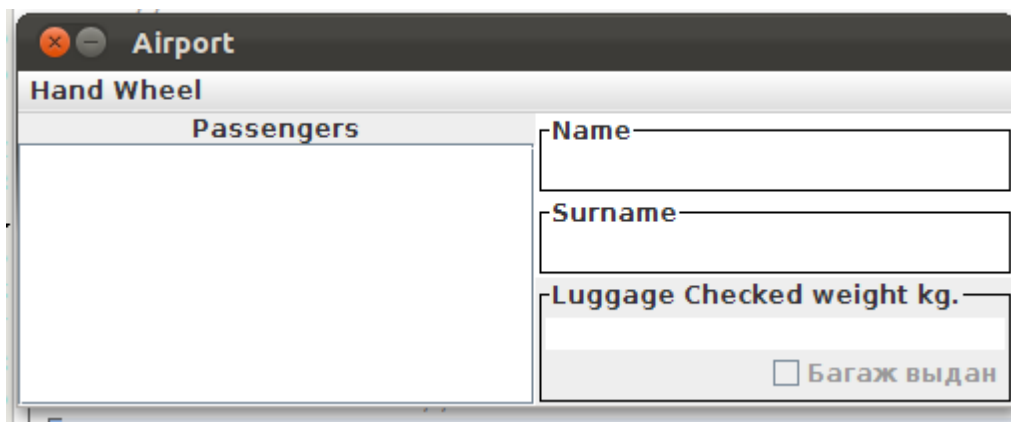 Airport
Hand Wheel
Passengers
Name
Surname
Luggage Checked weight kg.
Багаж выдан